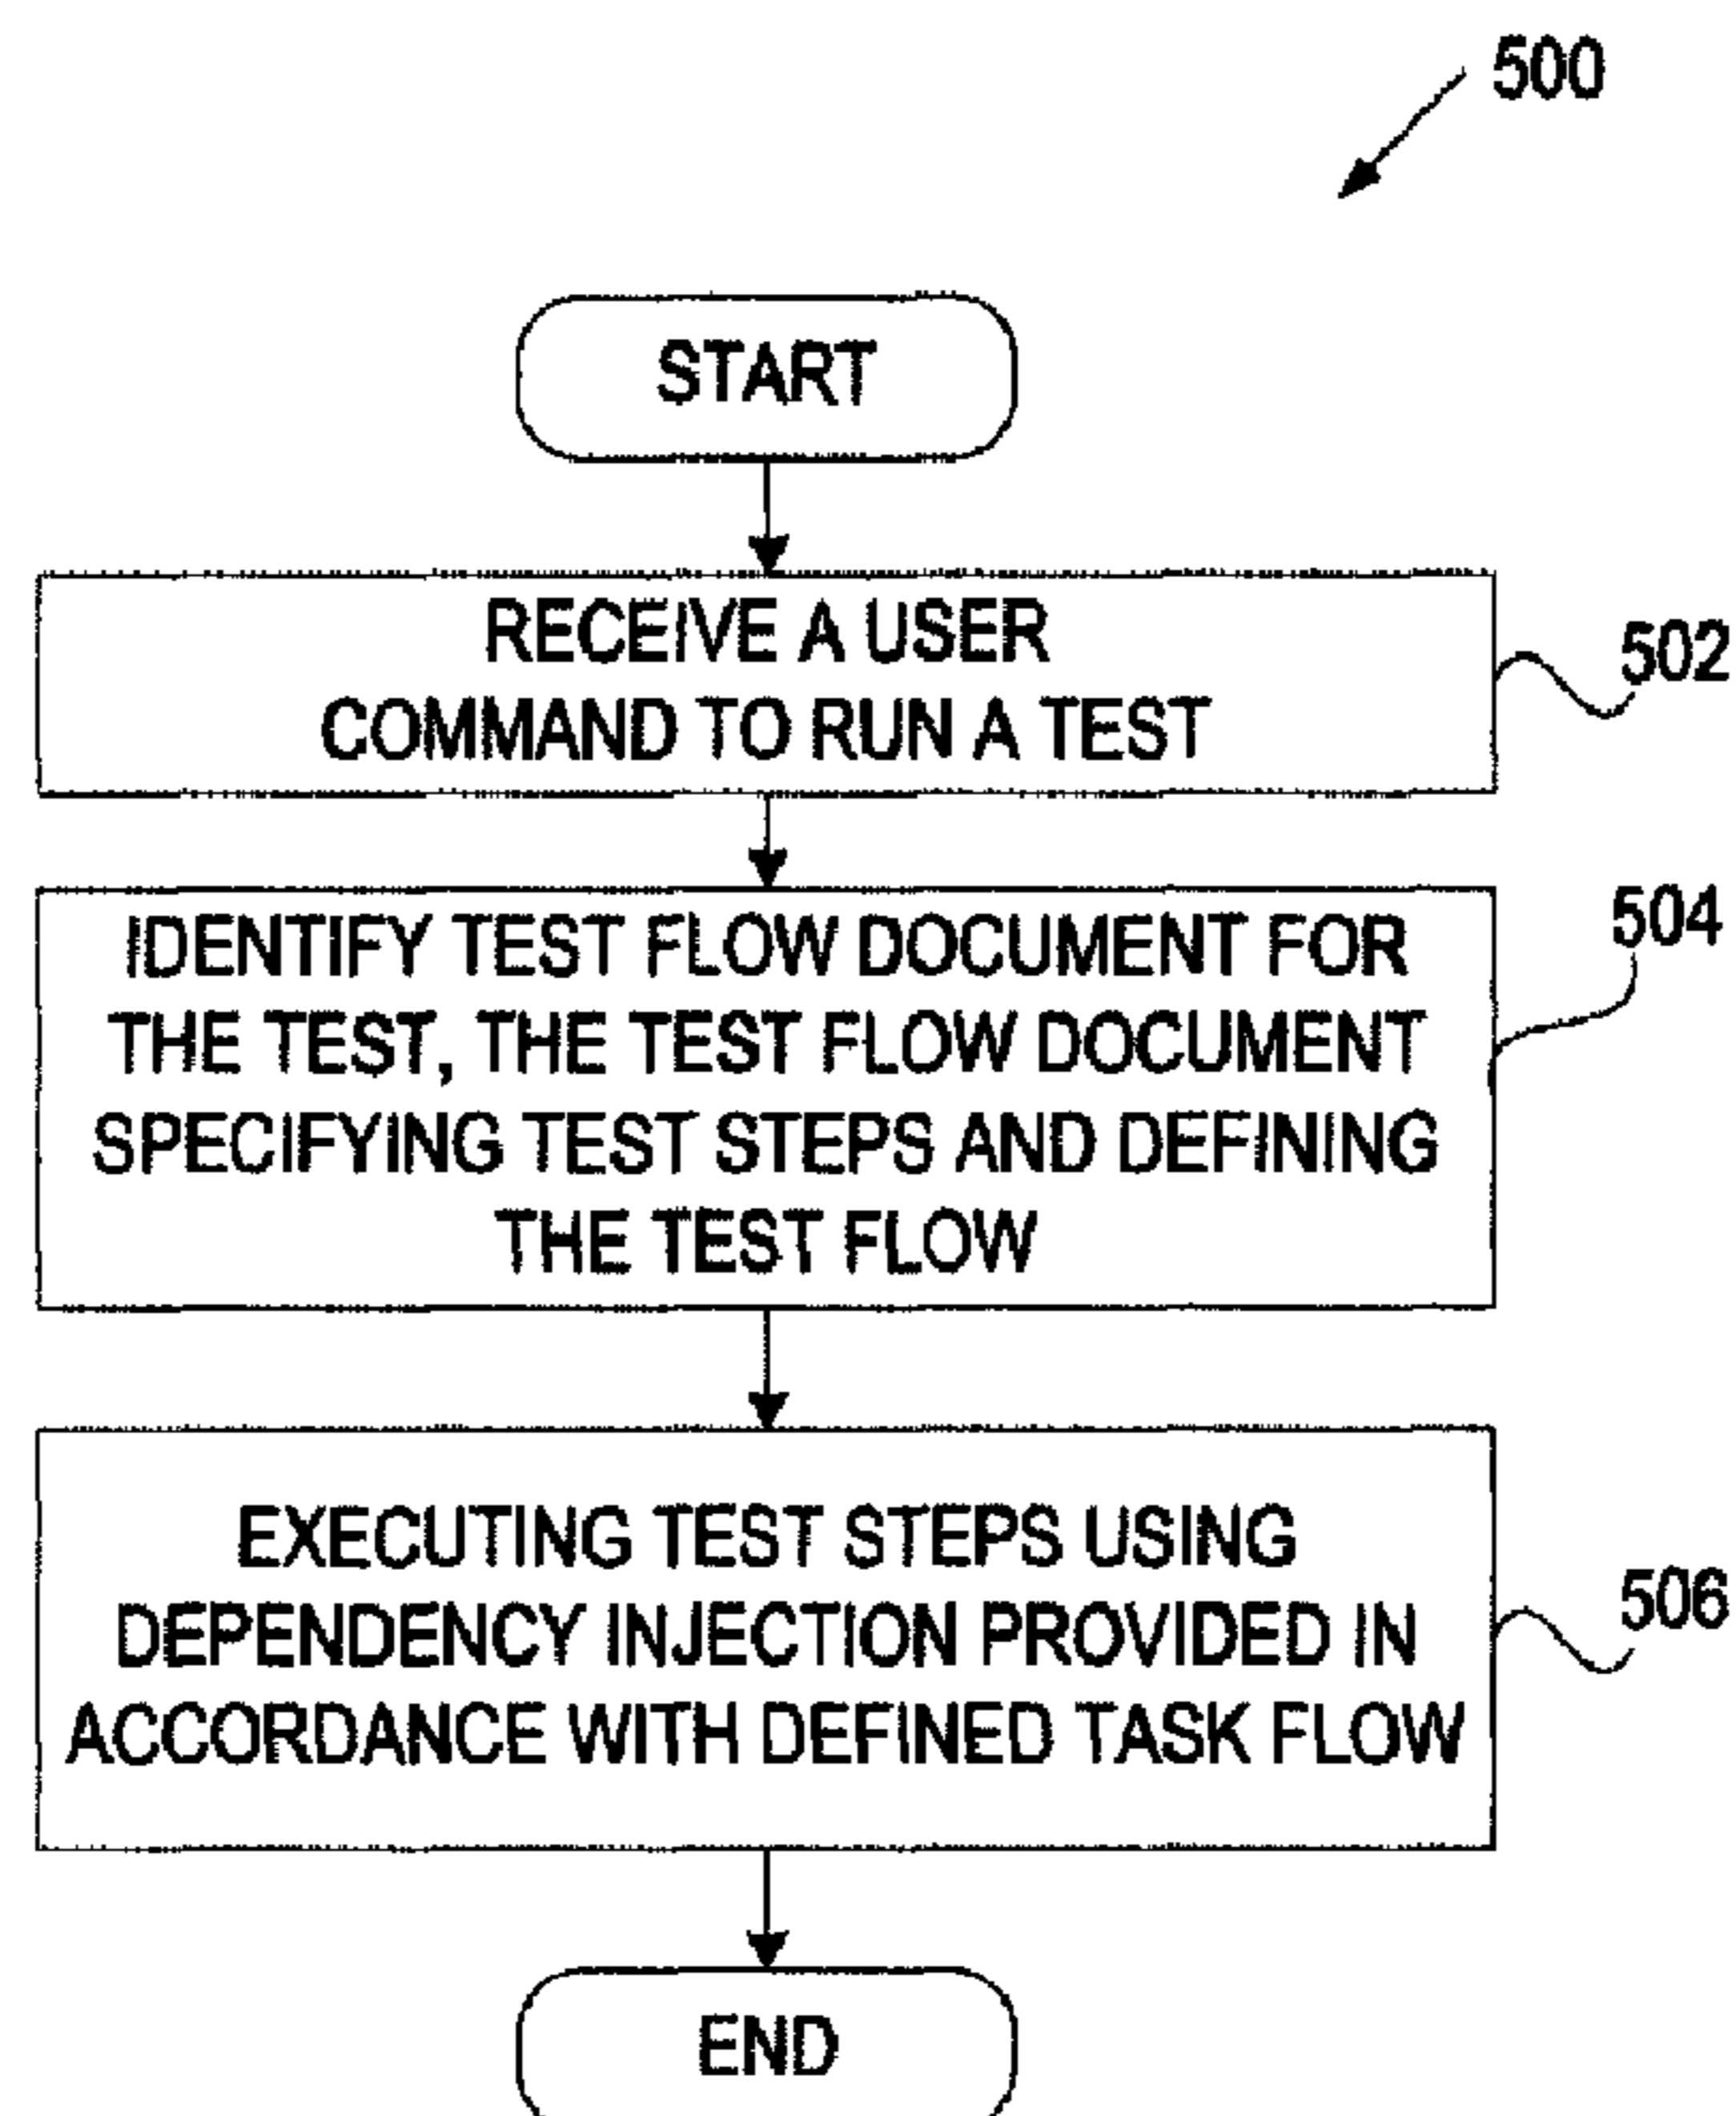 500
START
RECEIVE A USER
COMMAND TO RUN A TEST
502
IDENTIFY TEST FLOW DOCUMENT FOR
THE TEST, THE TEST FLOW DOCUMENT
SPECIFYING TEST STEPS AND DEFINING
THE TEST FLOW
504
EXECUTING TEST STEPS USING
DEPENDENCY INJECTION PROVIDED IN
ACCORDANCE WITH DEFINED TASK FLOW
506
END